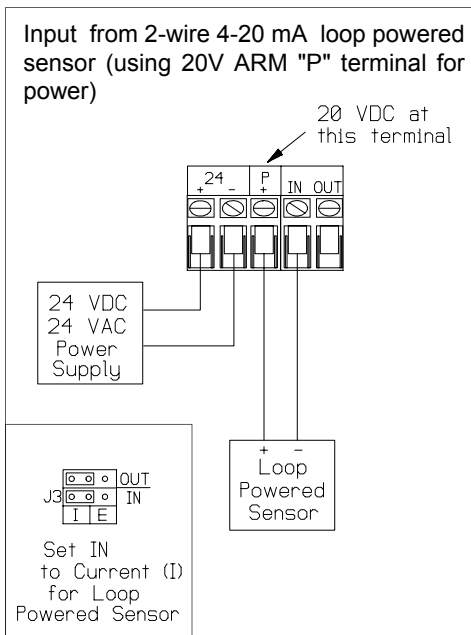 Input from 2-wire 4-20 mA loop powered
sensor (using 20V ARM "P" terminal for
power)
20 VDC at
this terminal
24 P
+ - + IN OUT
24 VDC
24 VAC
Power
Supply
+ -
Loop
Powered
Sensor
OUT
J3 IN
I E
Set IN
to Current (I)
for Loop
Powered Sensor